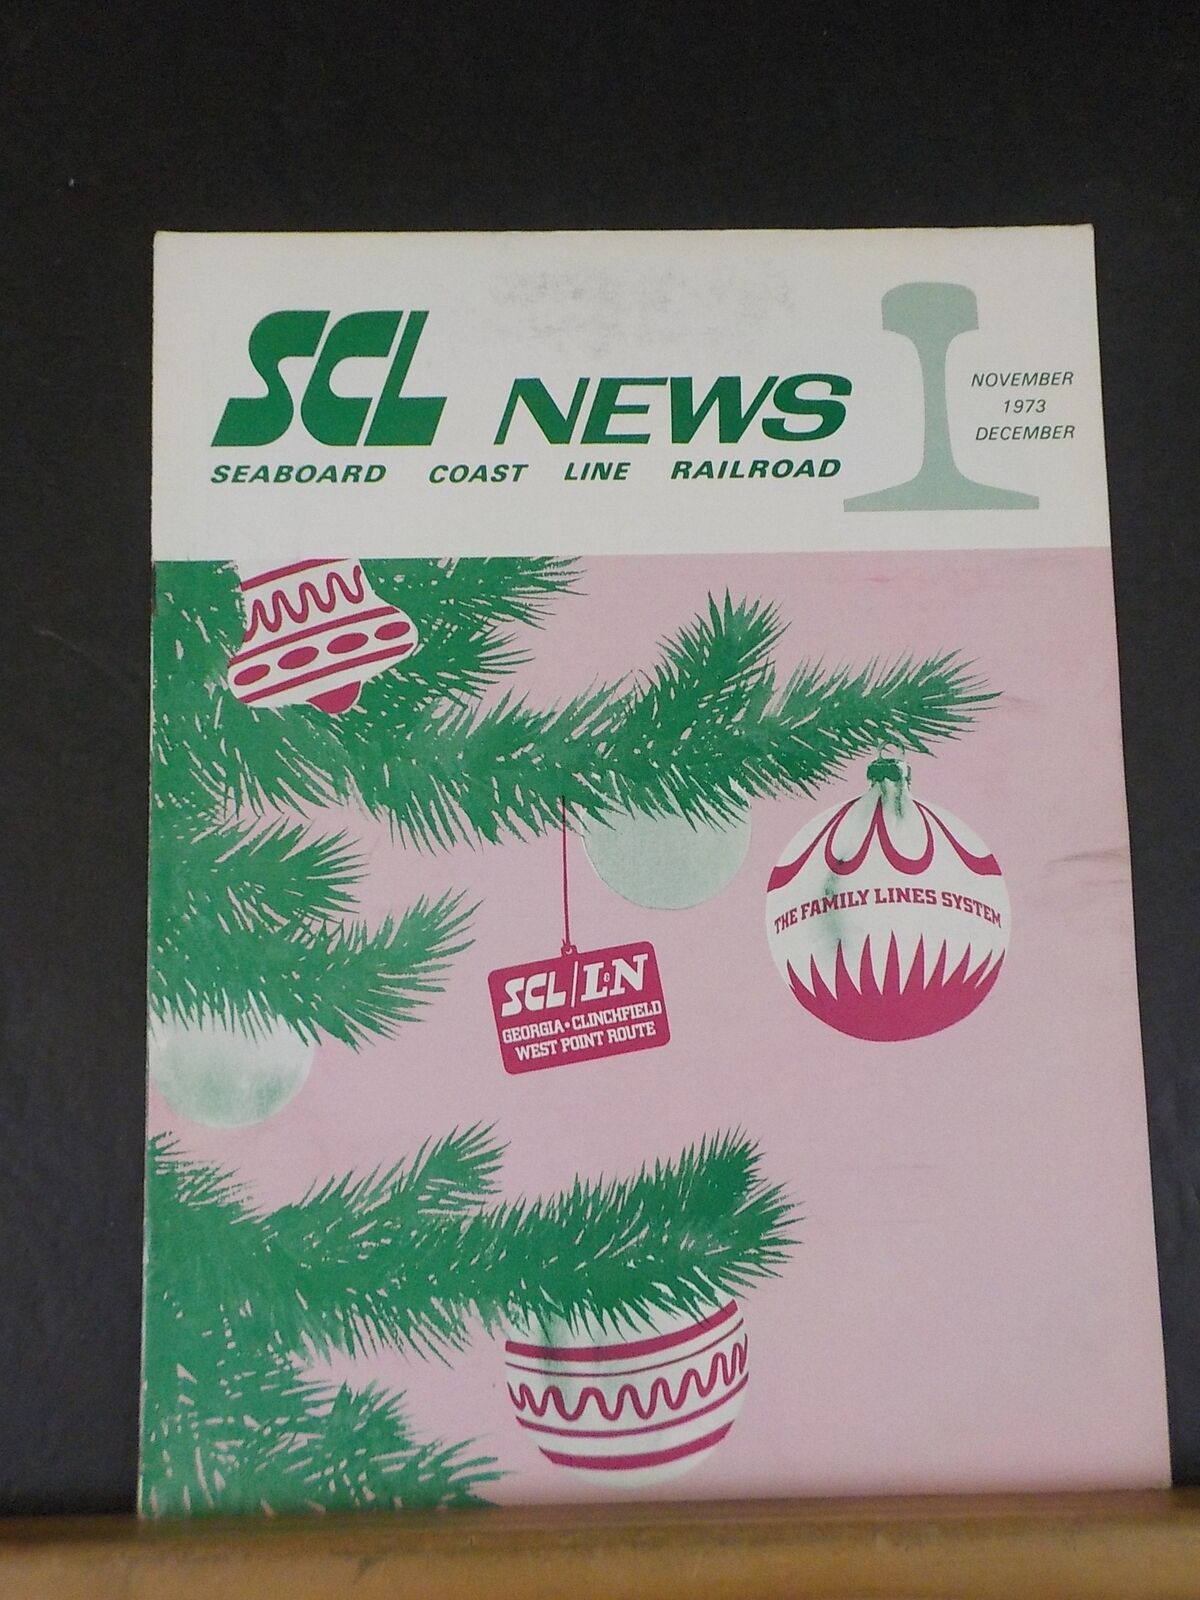 SCL NEWS
SEABOARD COAST LINE RAILROAD
NOVEMBER
1973
DECEMBER
THE FAMILY LINES SYSTEM
SCL/L&N
GEORGIA • CLINCHFIELD
WEST POINT ROUTE